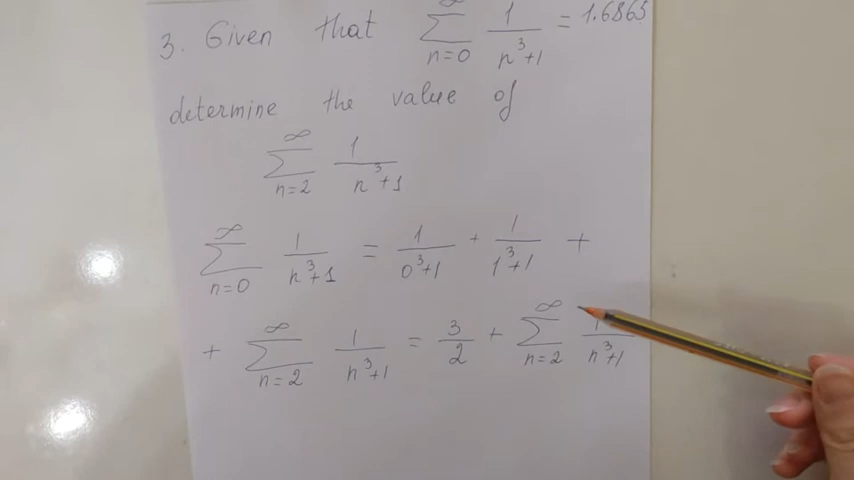 3. Given that ∑_{n=0}^{∞} 1/(n³+1) = 1.6865
determine the value of
∑_{n=2}^{∞} 1/(n³+1)
∑_{n=0}^{∞} 1/(n³+1) = 1/(0³+1) + 1/(1³+1) +
+ ∑_{n=2}^{∞} 1/(n³+1) = 3/2 + ∑_{n=2}^{∞} 1/(n³+1)